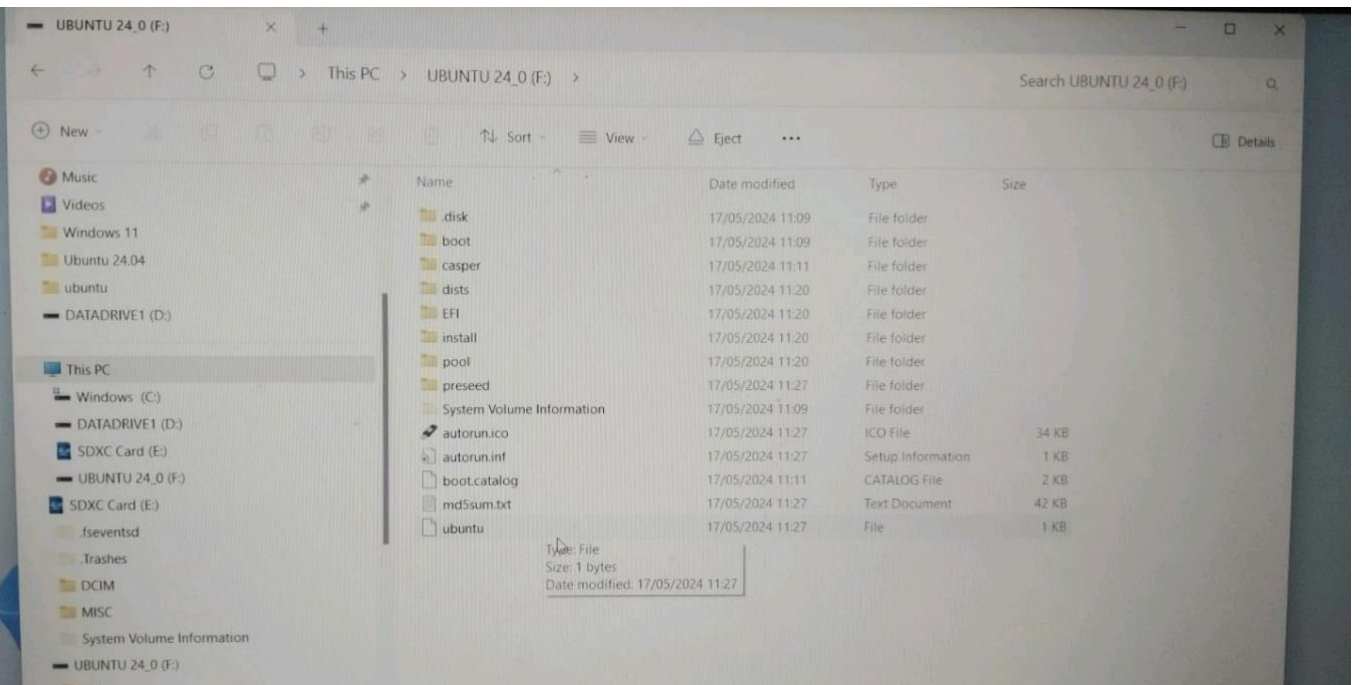 UBUNTU 24_0 (F:)
This PC > UBUNTU 24_0 (F:) >
Search UBUNTU 24_0 (F:)
New
Sort
View
Eject
Details
Music
Videos
Windows 11
Ubuntu 24.04
ubuntu
DATADRIVE1 (D:)
This PC
Windows (C:)
DATADRIVE1 (D:)
SDXC Card (E:)
UBUNTU 24_0 (F:)
SDXC Card (E:)
.fseventsd
.Trashes
DCIM
MISC
System Volume Information
UBUNTU 24_0 (F:)
Name Date modified Type Size
.disk 17/05/2024 11:09 File folder
boot 17/05/2024 11:09 File folder
casper 17/05/2024 11:11 File folder
dists 17/05/2024 11:20 File folder
EFI 17/05/2024 11:20 File folder
install 17/05/2024 11:20 File folder
pool 17/05/2024 11:20 File folder
preseed 17/05/2024 11:27 File folder
System Volume Information 17/05/2024 11:09 File folder
autorun.ico 17/05/2024 11:27 ICO File 34 KB
autorun.inf 17/05/2024 11:27 Setup Information 1 KB
boot.catalog 17/05/2024 11:11 CATALOG File 2 KB
md5sum.txt 17/05/2024 11:27 Text Document 42 KB
ubuntu 17/05/2024 11:27 File 1 KB
Type: File
Size: 1 bytes
Date modified: 17/05/2024 11:27